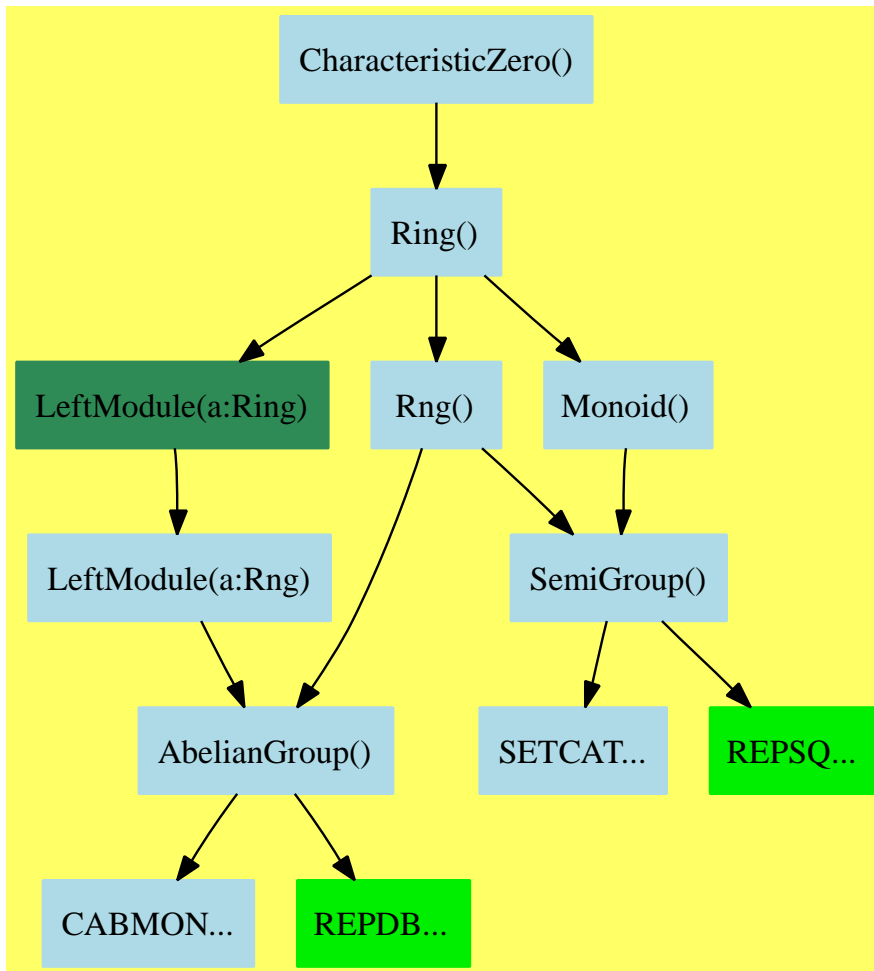 CharacteristicZero()
Ring()
LeftModule(a:Ring)
Rng()
Monoid()
LeftModule(a:Rng)
SemiGroup()
AbelianGroup()
SETCAT...
REPSQ...
CABMON...
REPDB...